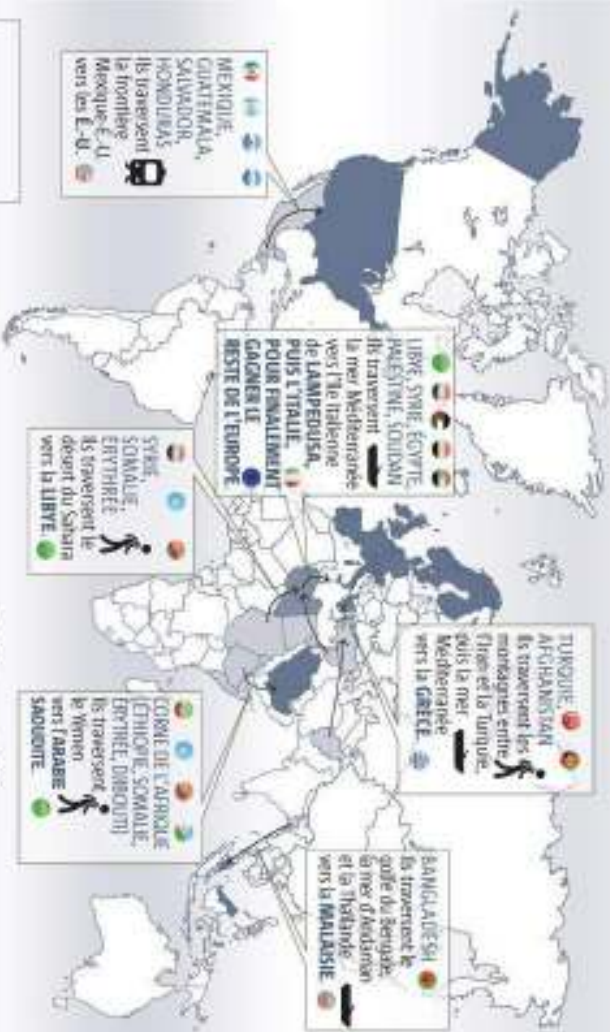 MEXIQUE,
GUATEMALA,
SALVADOR,
HONDURAS
Ils traversent
la frontière
Mexique-É.-U
vers les É.-U.
LIBYE, SYRIE, ÉGYPTE,
PALESTINE, SOUDAN
Ils traversent
la mer Méditerranée
vers l'île italienne
de LAMPEDUSA,
PUIS L'ITALIE,
POUR FINALEMENT
GAGNER LE
RESTE DE L'EUROPE
SYRIE,
SOMALIE,
ERYTHRÉE
Ils traversent le
désert du Sahara
vers la LIBYE.
TURQUIE,
AFGHANISTAN
Ils traversent les
montagnes entre
l'Iran et la Turquie,
puis la mer
Méditerranée
vers la GRÈCE.
CORNE DE L'AFRIQUE
(ÉTHIOPIE, SOMALIE,
ERYTRÉE, DJIBOUTI)
Ils traversent
le Yémen
vers l'ARABIE
SAOUDITE.
BANGLADESH
Ils traversent le
golfe du Bengale,
la mer d'Andaman
et la Thaïlande
vers la MALAISIE